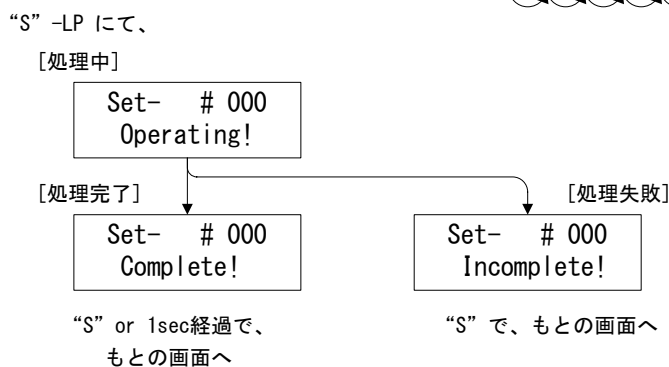 “S” -LP にて、
[処理中]
Set-　# 000
Operating!
[処理完了]
[処理失敗]
Set-　# 000
Complete!
Set-　# 000
Incomplete!
“S” or 1sec経過で、
もとの画面へ
“S” で、もとの画面へ